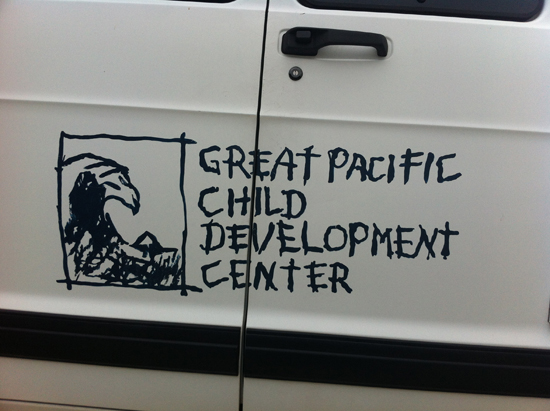 GREAT PACIFIC
CHILD
DEVELOPMENT
CENTER